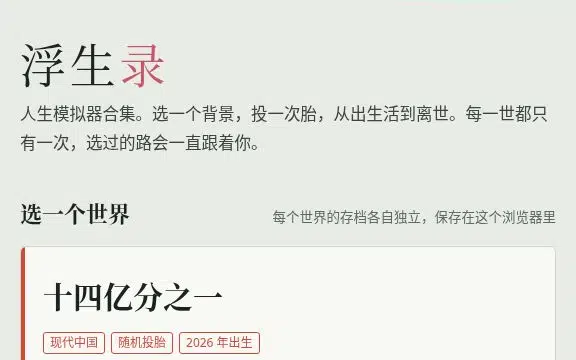 浮生录
人生模拟器合集。选一个背景，投一次胎，从出生活到离世。每一世都只
有一次，选过的路会一直跟着你。
选一个世界
每个世界的存档各自独立，保存在这个浏览器里
十四亿分之一
现代中国 随机投胎 2026 年出生